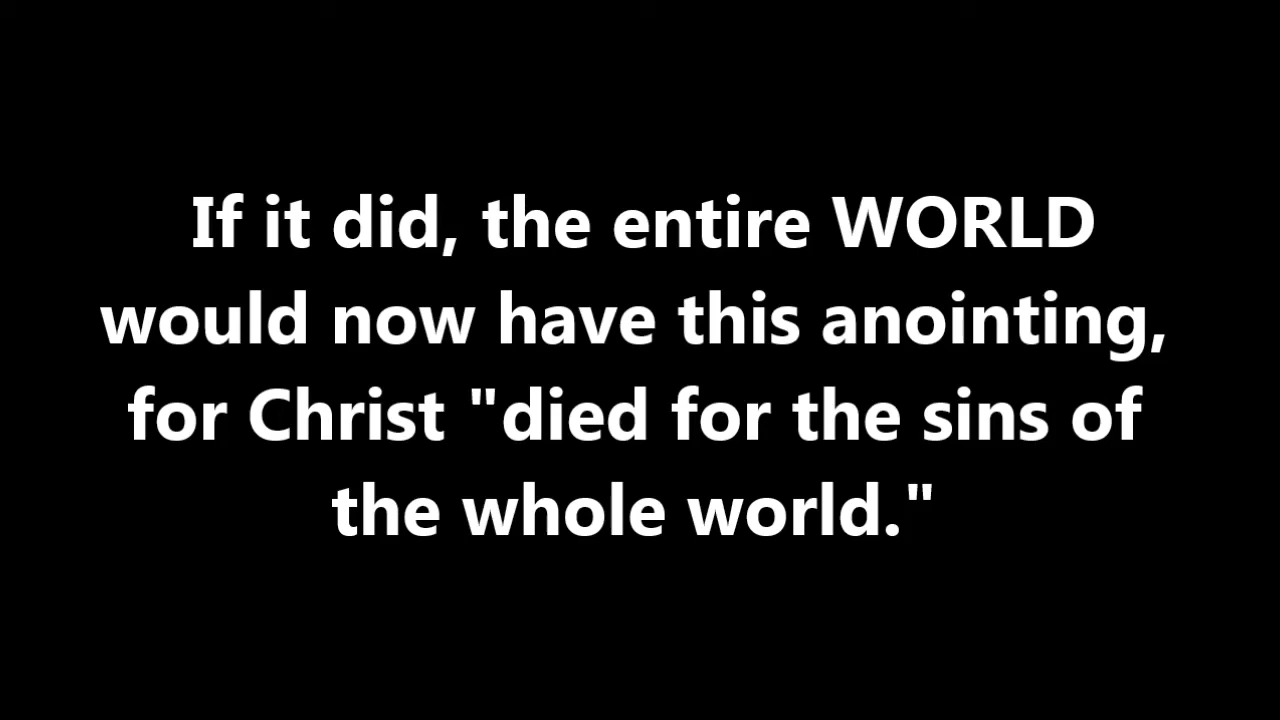 If it did, the entire WORLD
would now have this anointing,
for Christ "died for the sins of
the whole world."